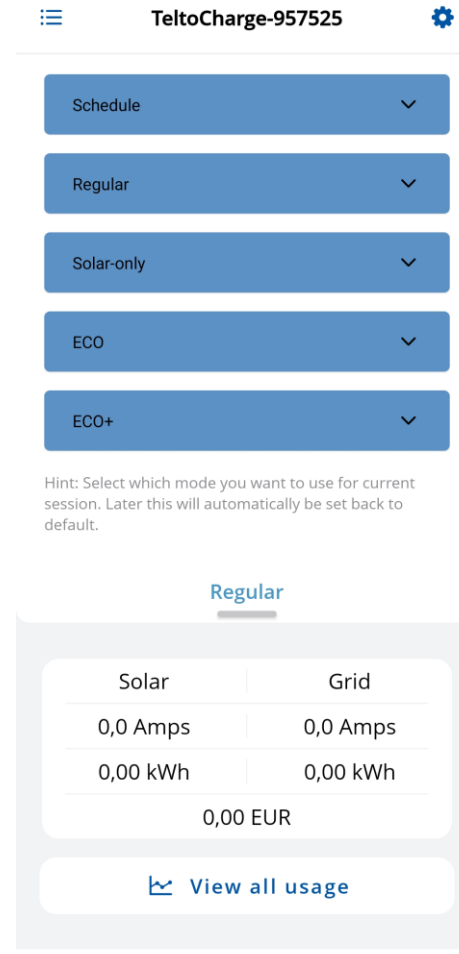 TeltoCharge-957525
Schedule
Regular
Solar-only
ECO
ECO+
Hint: Select which mode you want to use for current
session. Later this will automatically be set back to
default.
Regular
Solar Grid
0,0 Amps 0,0 Amps
0,00 kWh 0,00 kWh
0,00 EUR
View all usage